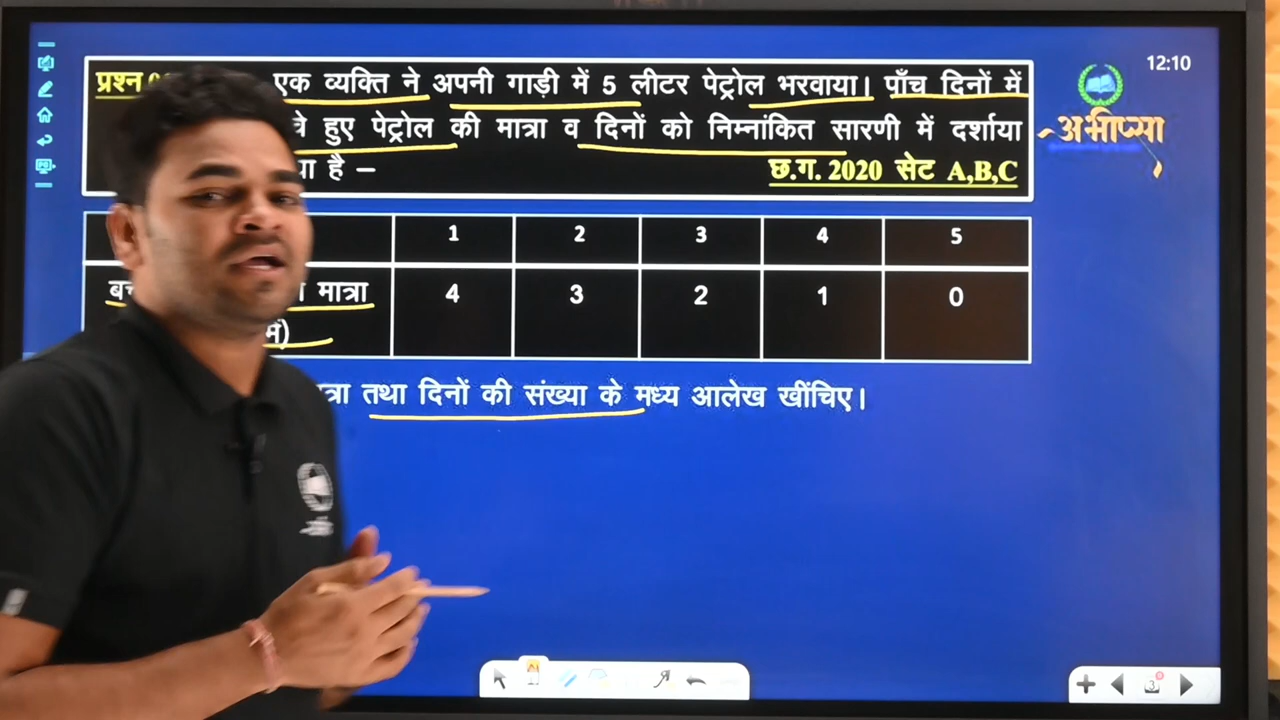 12:10
प्रश्न एक व्यक्ति ने अपनी गाड़ी में 5 लीटर पेट्रोल भरवाया। पाँच दिनों में
हुए पेट्रोल की मात्रा व दिनों को निम्नांकित सारणी में दर्शाया
है –
छ.ग. 2020 सेट A,B,C
अभीप्सा
1 2 3 4 5
मात्रा 4 3 2 1 0
में)
तथा दिनों की संख्या के मध्य आलेख खींचिए।